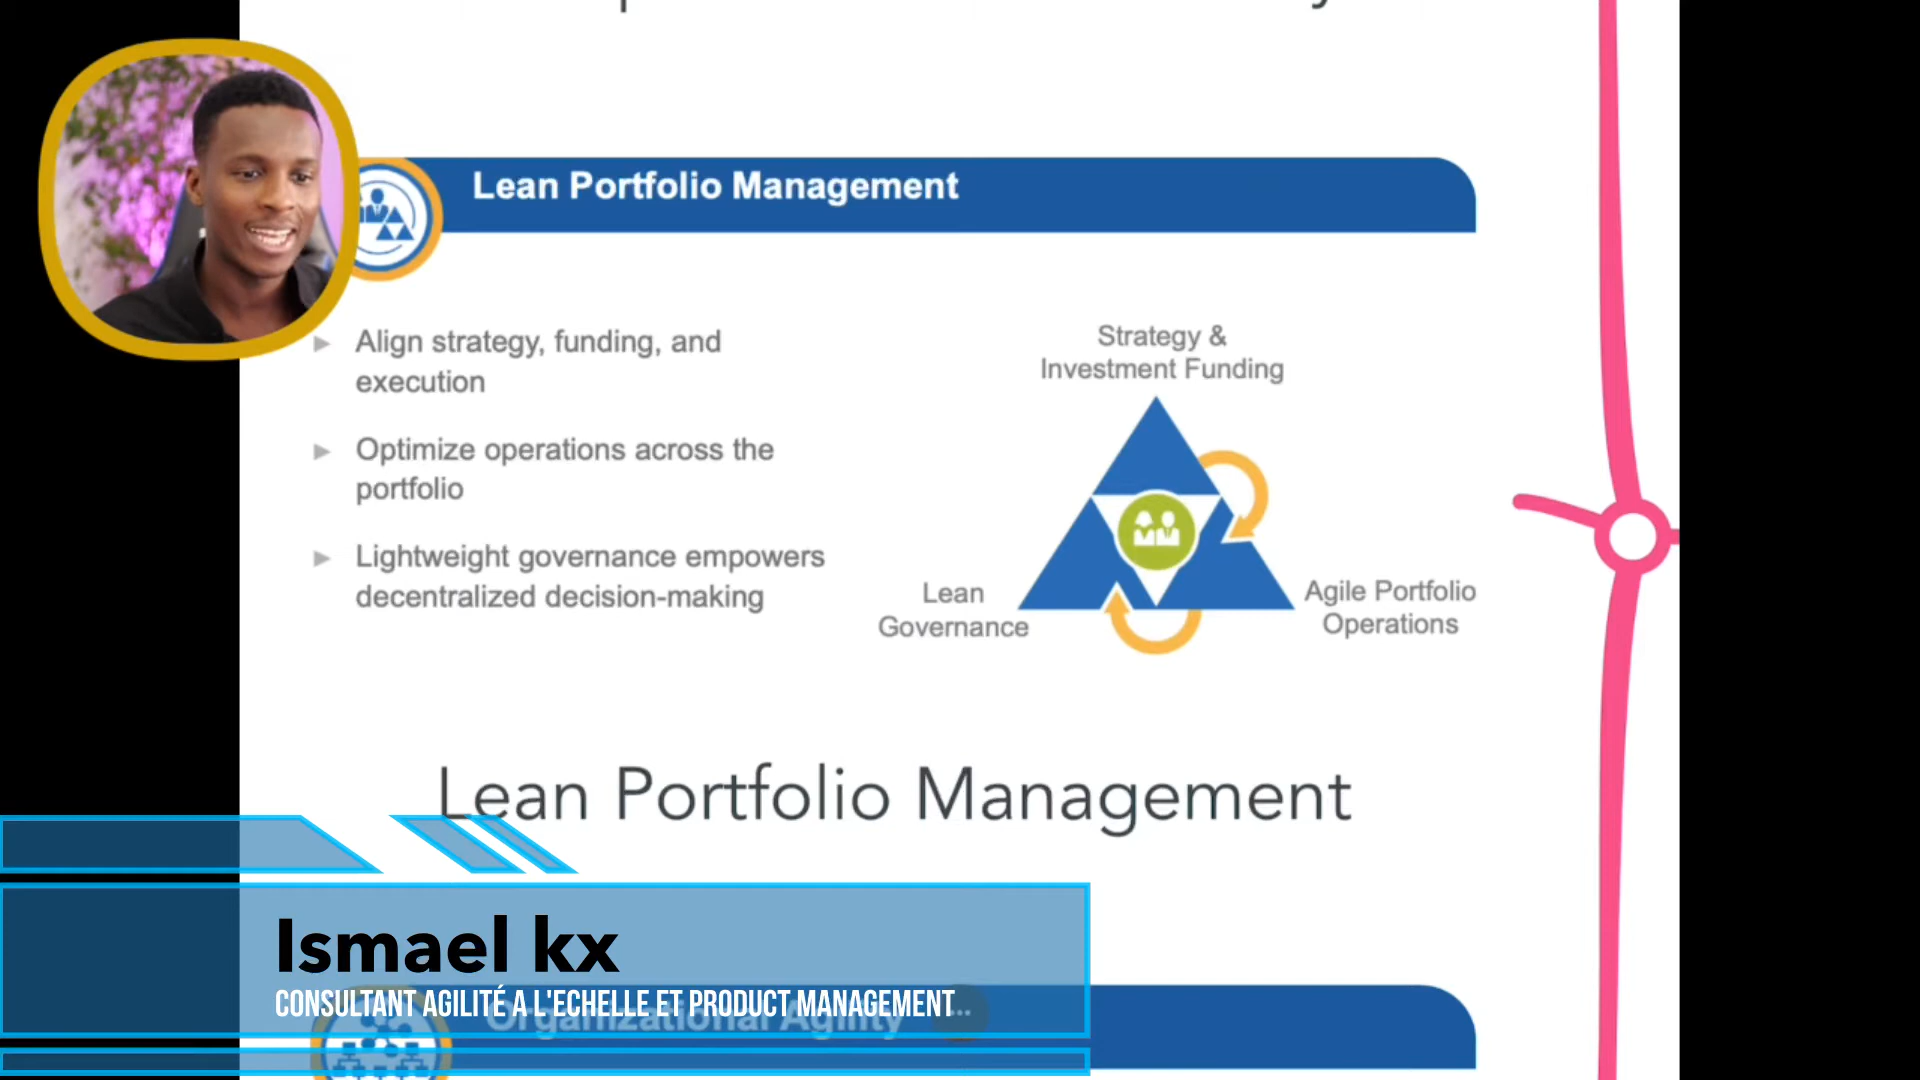 Lean Portfolio Management
Align strategy, funding, and
execution
Optimize operations across the
portfolio
Lightweight governance empowers
decentralized decision-making
Strategy &
Investment Funding
Lean
Governance
Agile Portfolio
Operations
Lean Portfolio Management
Ismael kx
CONSULTANT AGILITÉ A L'ECHELLE ET PRODUCT MANAGEMENT
Organizational Agility